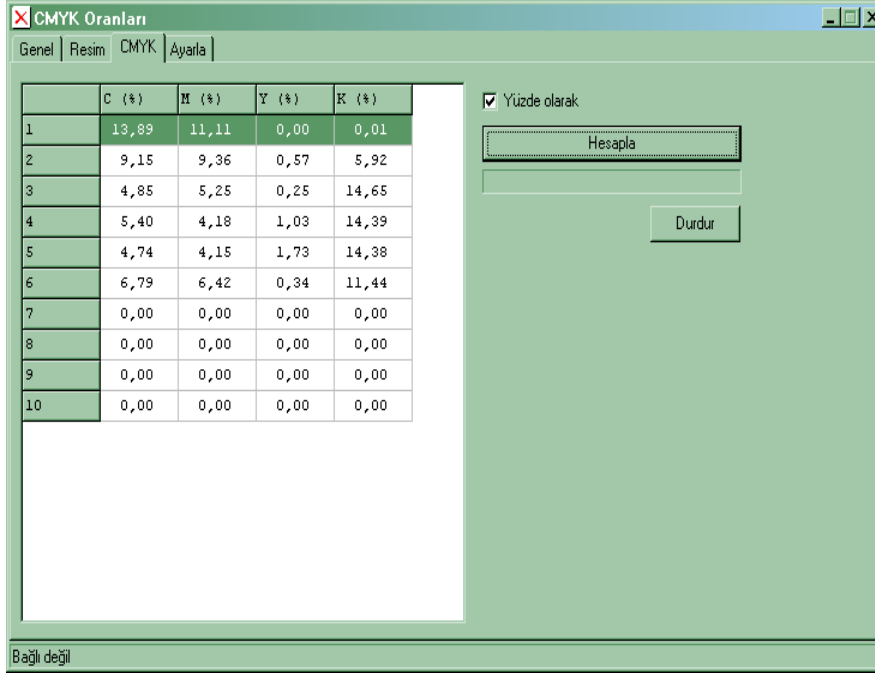 CMYK Oranları
Genel Resim CMYK Ayarla
C (%) M (%) Y (%) K (%)
1 13,89 11,11 0,00 0,01
2 9,15 9,36 0,57 5,92
3 4,85 5,25 0,25 14,65
4 5,40 4,18 1,03 14,39
5 4,74 4,15 1,73 14,38
6 6,79 6,42 0,34 11,44
7 0,00 0,00 0,00 0,00
8 0,00 0,00 0,00 0,00
9 0,00 0,00 0,00 0,00
10 0,00 0,00 0,00 0,00
Yüzde olarak
Hesapla
Durdur
Bağlı değil